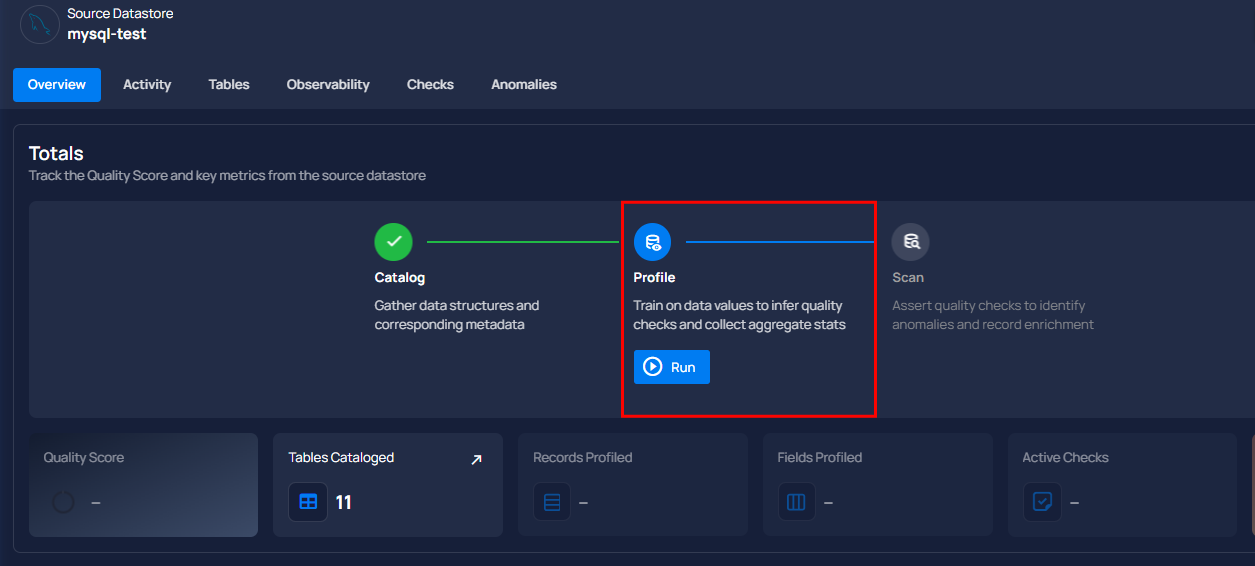 Source Datastore
mysql-test
Overview Activity Tables Observability Checks Anomalies
Totals
Track the Quality Score and key metrics from the source datastore
Catalog
Gather data structures and
corresponding metadata
Profile
Train on data values to infer quality
checks and collect aggregate stats
Run
Scan
Assert quality checks to identify
anomalies and record enrichment
Quality Score
–
Tables Cataloged
11
Records Profiled
–
Fields Profiled
–
Active Checks
–